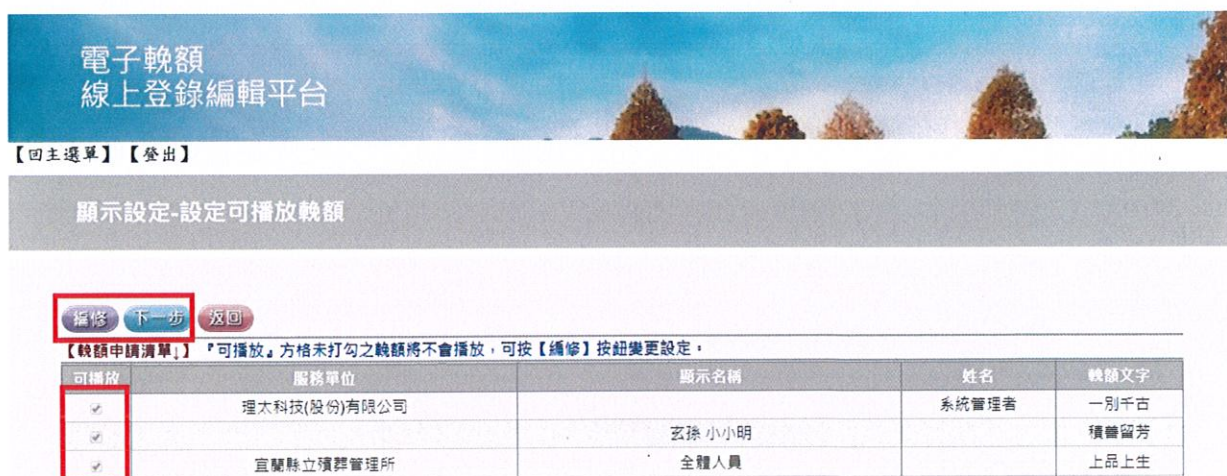 電子輓額
線上登錄編輯平台
【回主選單】【登出】
顯示設定-設定可播放輓額
編修 下一步 返回
【輓額申請清單↓】『可播放』方格未打勾之輓額將不會播放，可按【編修】按鈕變更設定。
可播放 服務單位 顯示名稱 姓名 輓額文字
理太科技(股份)有限公司 系統管理者 一別千古
玄孫 小小明 積善留芳
宜蘭縣立殯葬管理所 全體人員 上品上生